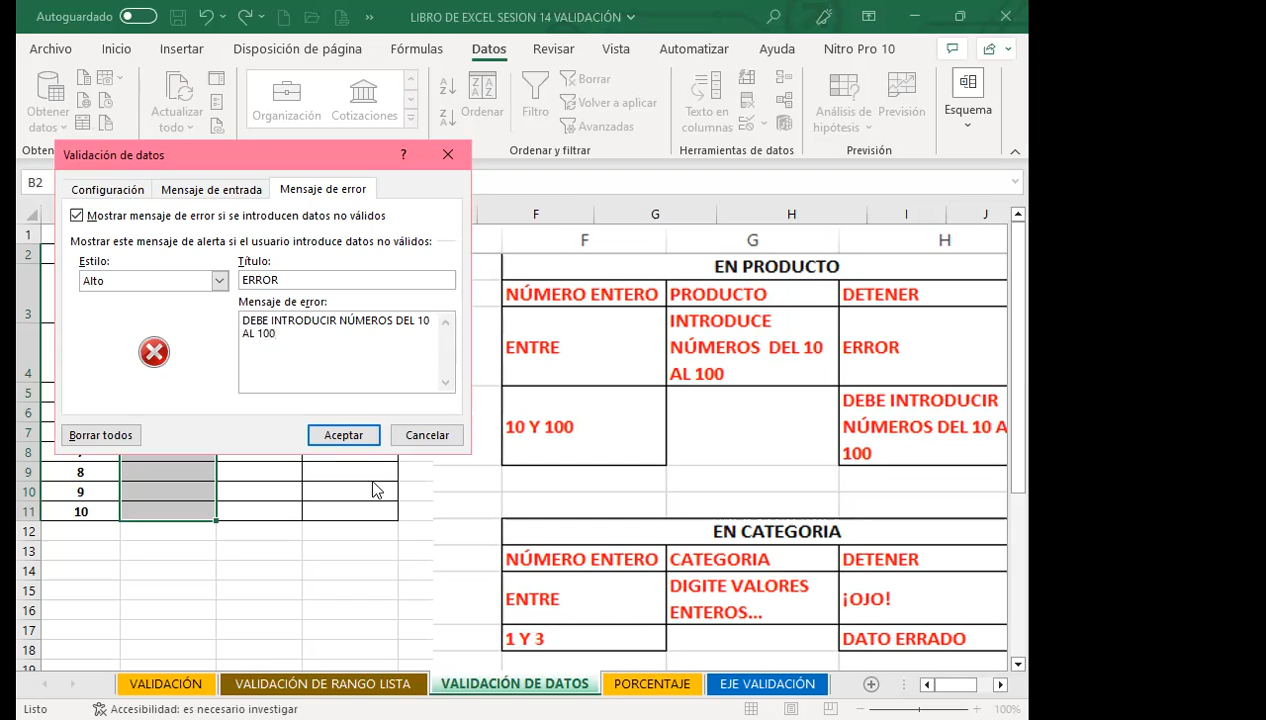 Autoguardado
LIBRO DE EXCEL SESION 14 VALIDACIÓN
Archivo Inicio Insertar Disposición de página Fórmulas Datos Revisar Vista Automatizar Ayuda Nitro Pro 10
Obtener datos
Actualizar todo
Organización
Cotizaciones
Ordenar
Filtro
Borrar
Volver a aplicar
Avanzadas
Texto en columnas
Análisis de hipótesis
Previsión
Esquema
Obten
Ordenar y filtrar
Herramientas de datos
Previsión
B2
Validación de datos ?
Configuración Mensaje de entrada Mensaje de error
Mostrar mensaje de error si se introducen datos no válidos
Mostrar este mensaje de alerta si el usuario introduce datos no válidos:
Estilo: Título:
Alto ERROR
Mensaje de error:
DEBE INTRODUCIR NÚMEROS DEL 10
AL 100
Borrar todos Aceptar Cancelar
F G H I J
F G H
1
2
3
4
5
6
7
8
9 8
10 9
11 10
12
13
14
15
16
17
18
EN PRODUCTO
NÚMERO ENTERO PRODUCTO DETENER
ENTRE
INTRODUCE
NÚMEROS DEL 10
AL 100
ERROR
10 Y 100
DEBE INTRODUCIR
NÚMEROS DEL 10 A
100
EN CATEGORIA
NÚMERO ENTERO CATEGORIA DETENER
ENTRE
DIGITE VALORES
ENTEROS...
¡OJO!
1 Y 3 DATO ERRADO
VALIDACIÓN VALIDACIÓN DE RANGO LISTA VALIDACIÓN DE DATOS PORCENTAJE EJE VALIDACIÓN
Listo Accesibilidad: es necesario investigar 100%